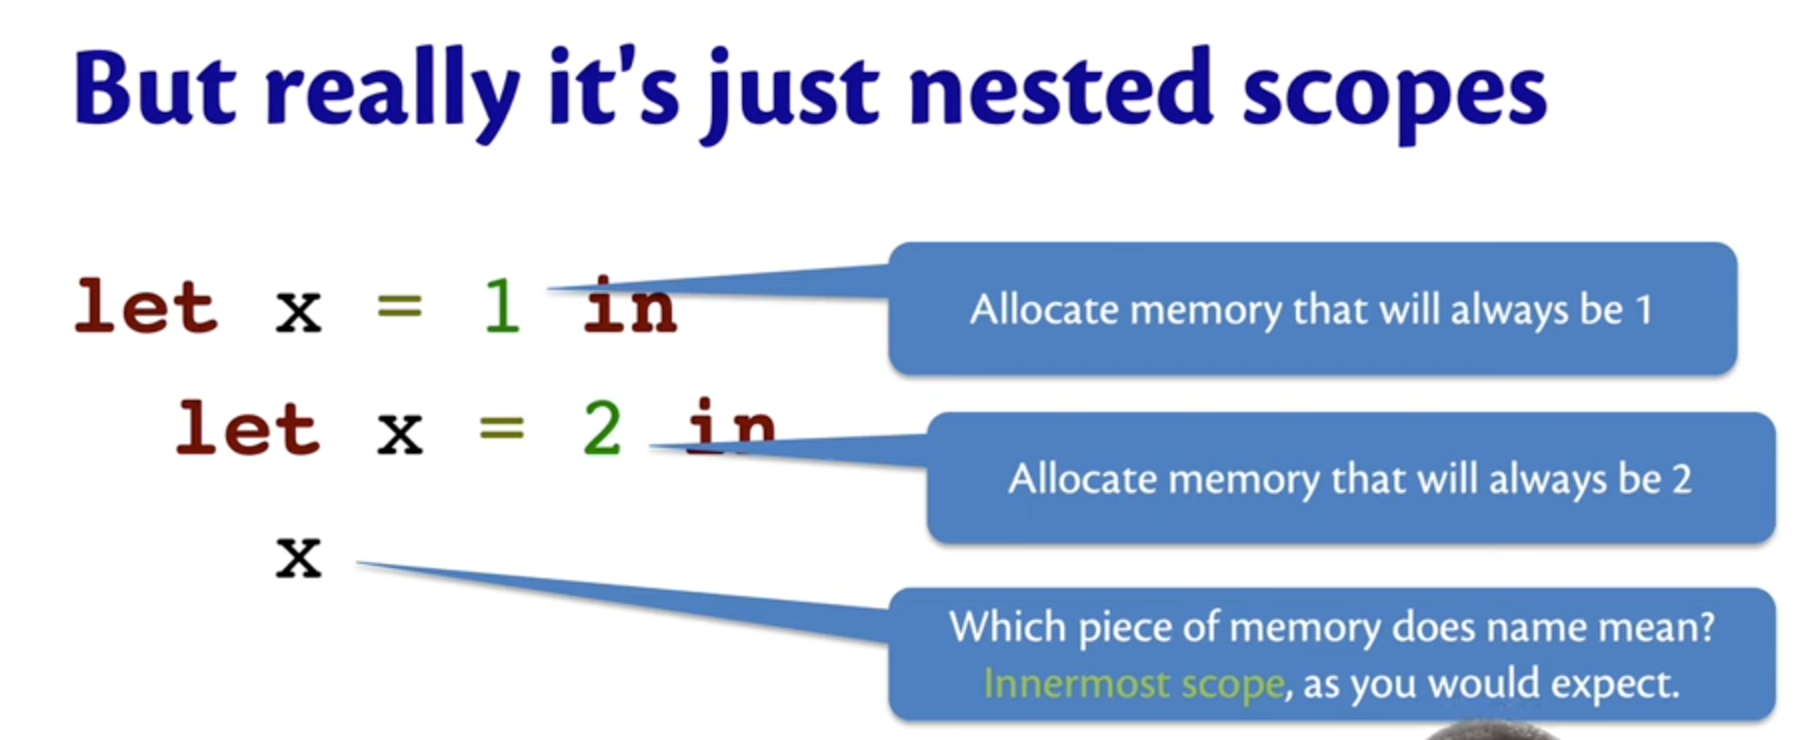 But really it's just nested scopes
let x = 1 in
Allocate memory that will always be 1
let x = 2 in
Allocate memory that will always be 2
x
Which piece of memory does name mean?
Innermost scope, as you would expect.